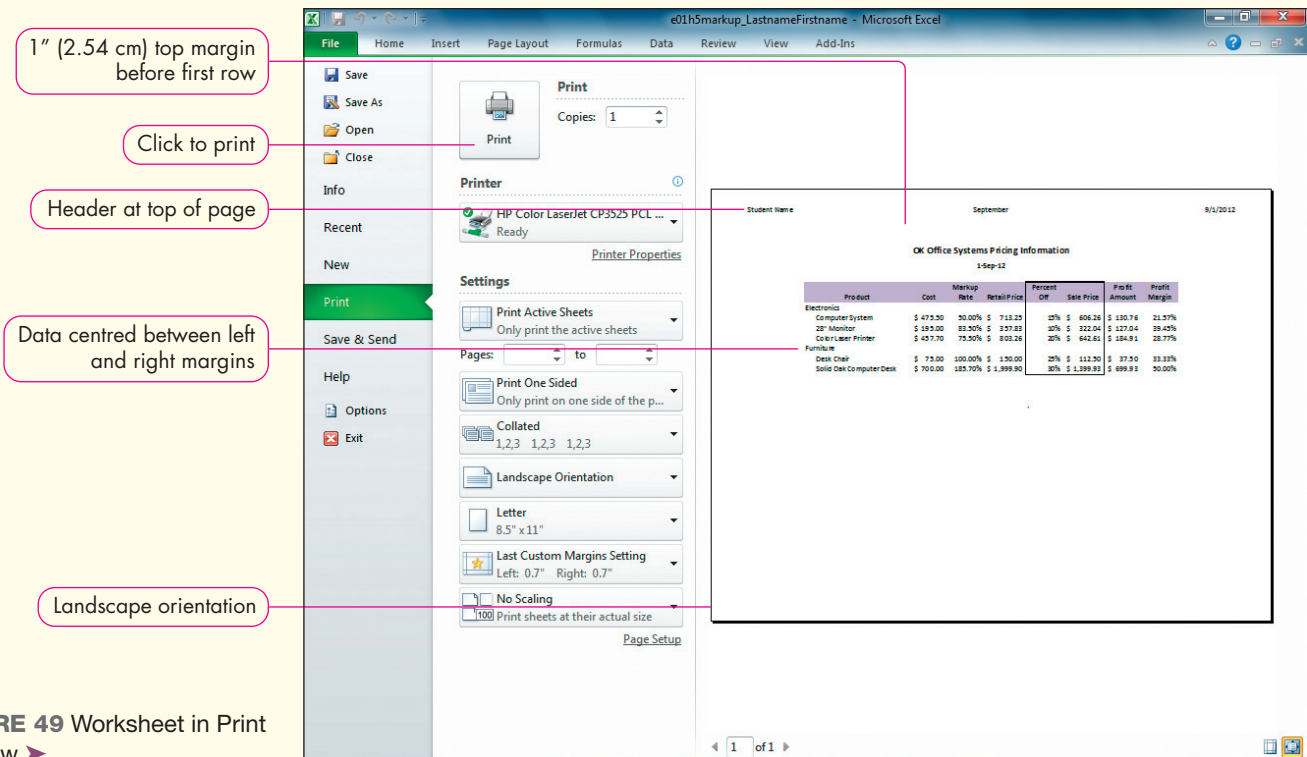 e01h5markup_LastnameFirstname - Microsoft Excel
File Home Insert Page Layout Formulas Data Review View Add-Ins
1” (2.54 cm) top margin
before first row
Click to print
Header at top of page
Data centred between left
and right margins
Landscape orientation
Save
Save As
Open
Close
Info
Recent
New
Print
Save & Send
Help
Options
Exit
Print
Print
Copies: 1
Printer
HP Color LaserJet CP3525 PCL ...
Ready
Printer Properties
Settings
Print Active Sheets
Only print the active sheets
Pages: to
Print One Sided
Only print on one side of the p...
Collated
1,2,3 1,2,3 1,2,3
Landscape Orientation
Letter
8.5" x 11"
Last Custom Margins Setting
Left: 0.7" Right: 0.7"
No Scaling
100 Print sheets at their actual size
Page Setup
Student Name September 9/1/2012
OK Office Systems Pricing Information
1-Sep-12
Markup Percent Profit Profit
Product Cost Rate Retail Price Off Sale Price Amount Margin
Electronics
Computer System $ 475.50 50.00% $ 713.25 15% $ 606.26 $ 130.76 21.57%
28" Monitor $ 195.00 83.50% $ 357.83 10% $ 322.04 $ 127.04 39.45%
Color Laser Printer $ 457.70 75.50% $ 803.26 20% $ 642.61 $ 184.91 28.77%
Furniture
Desk Chair $ 75.00 100.00% $ 150.00 25% $ 112.50 $ 37.50 33.33%
Solid Oak Computer Desk $ 700.00 185.70% $ 1,999.90 30% $ 1,399.93 $ 699.93 50.00%
1 of 1
RE 49 Worksheet in Print
w ➤